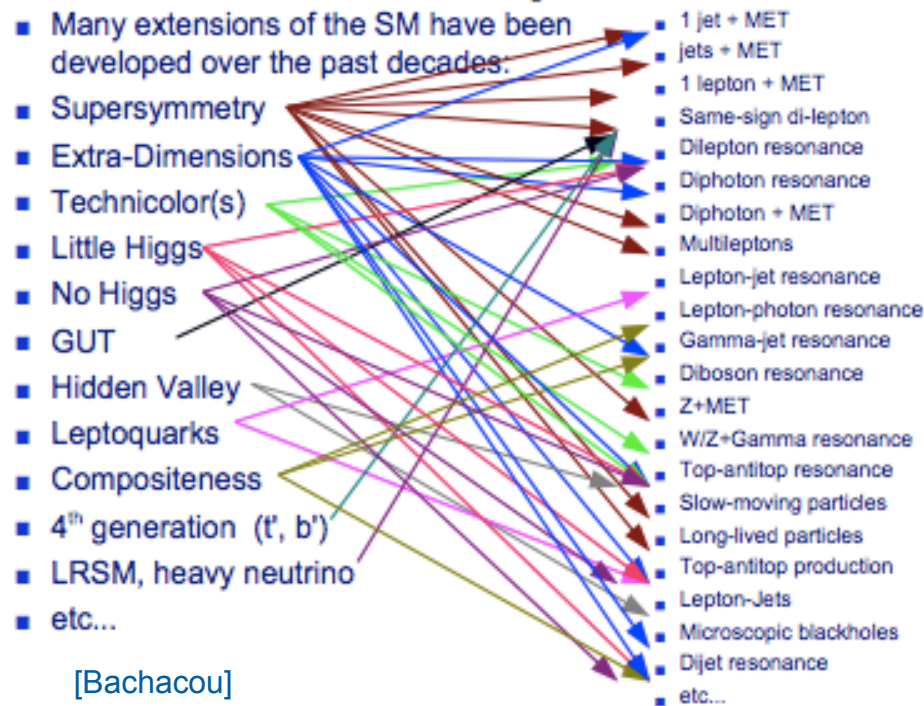 Many extensions of the SM have been
developed over the past decades:
Supersymmetry
Extra-Dimensions
Technicolor(s)
Little Higgs
No Higgs
GUT
Hidden Valley
Leptoquarks
Compositeness
4th generation (t', b')
LRSM, heavy neutrino
etc...
[Bachacou]
1 jet + MET
jets + MET
1 lepton + MET
Same-sign di-lepton
Dilepton resonance
Diphoton resonance
Diphoton + MET
Multileptons
Lepton-jet resonance
Lepton-photon resonance
Gamma-jet resonance
Diboson resonance
Z+MET
W/Z+Gamma resonance
Top-antitop resonance
Slow-moving particles
Long-lived particles
Top-antitop production
Lepton-Jets
Microscopic blackholes
Dijet resonance
etc...